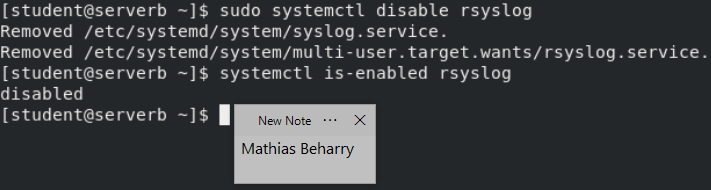 [student@serverb ~]$ sudo systemctl disable rsyslog
Removed /etc/systemd/system/syslog.service.
Removed /etc/systemd/system/multi-user.target.wants/rsyslog.service.
[student@serverb ~]$ systemctl is-enabled rsyslog
disabled
[student@serverb ~]$
New Note ··· ×
Mathias Beharry